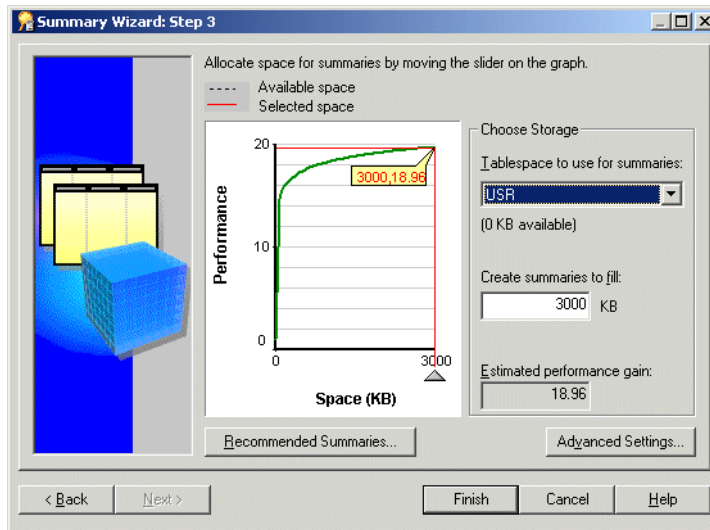 Summary Wizard: Step 3
Allocate space for summaries by moving the slider on the graph.
Available space
Selected space
20
10
0
Performance
3000,18.96
0
3000
Space (KB)
Choose Storage
Tablespace to use for summaries:
USR
(0 KB available)
Create summaries to fill:
3000 KB
Estimated performance gain:
18.96
Recommended Summaries...
Advanced Settings...
< Back
Next >
Finish
Cancel
Help